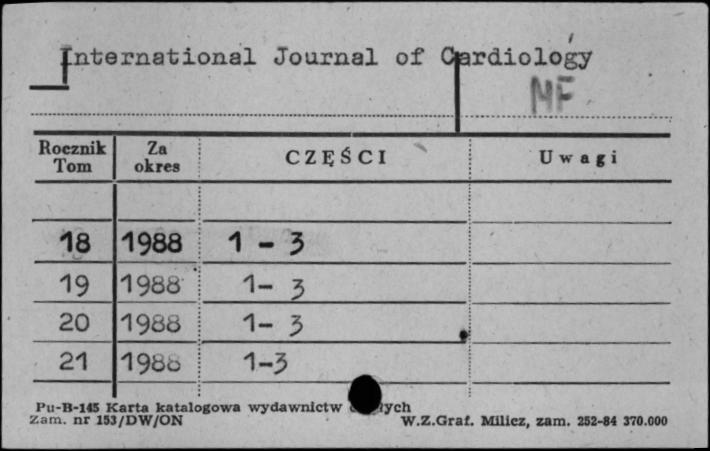 International Journal of Cardiology
MF
Rocznik Tom Za okres CZĘŚCI Uwagi
18 1988 1 - 3
19 1988 1- 3
20 1988 1- 3
21 1988 1-3
Pu-B-145 Karta katalogowa wydawnictw
Zam. nr 153/DW/ON W.Z.Graf. Milicz, zam. 252-84 370.000